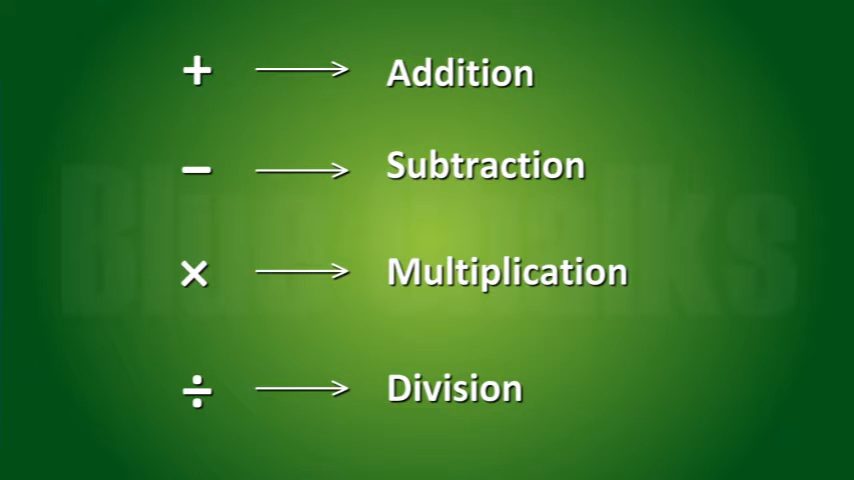 + → Addition
− → Subtraction
× → Multiplication
÷ → Division